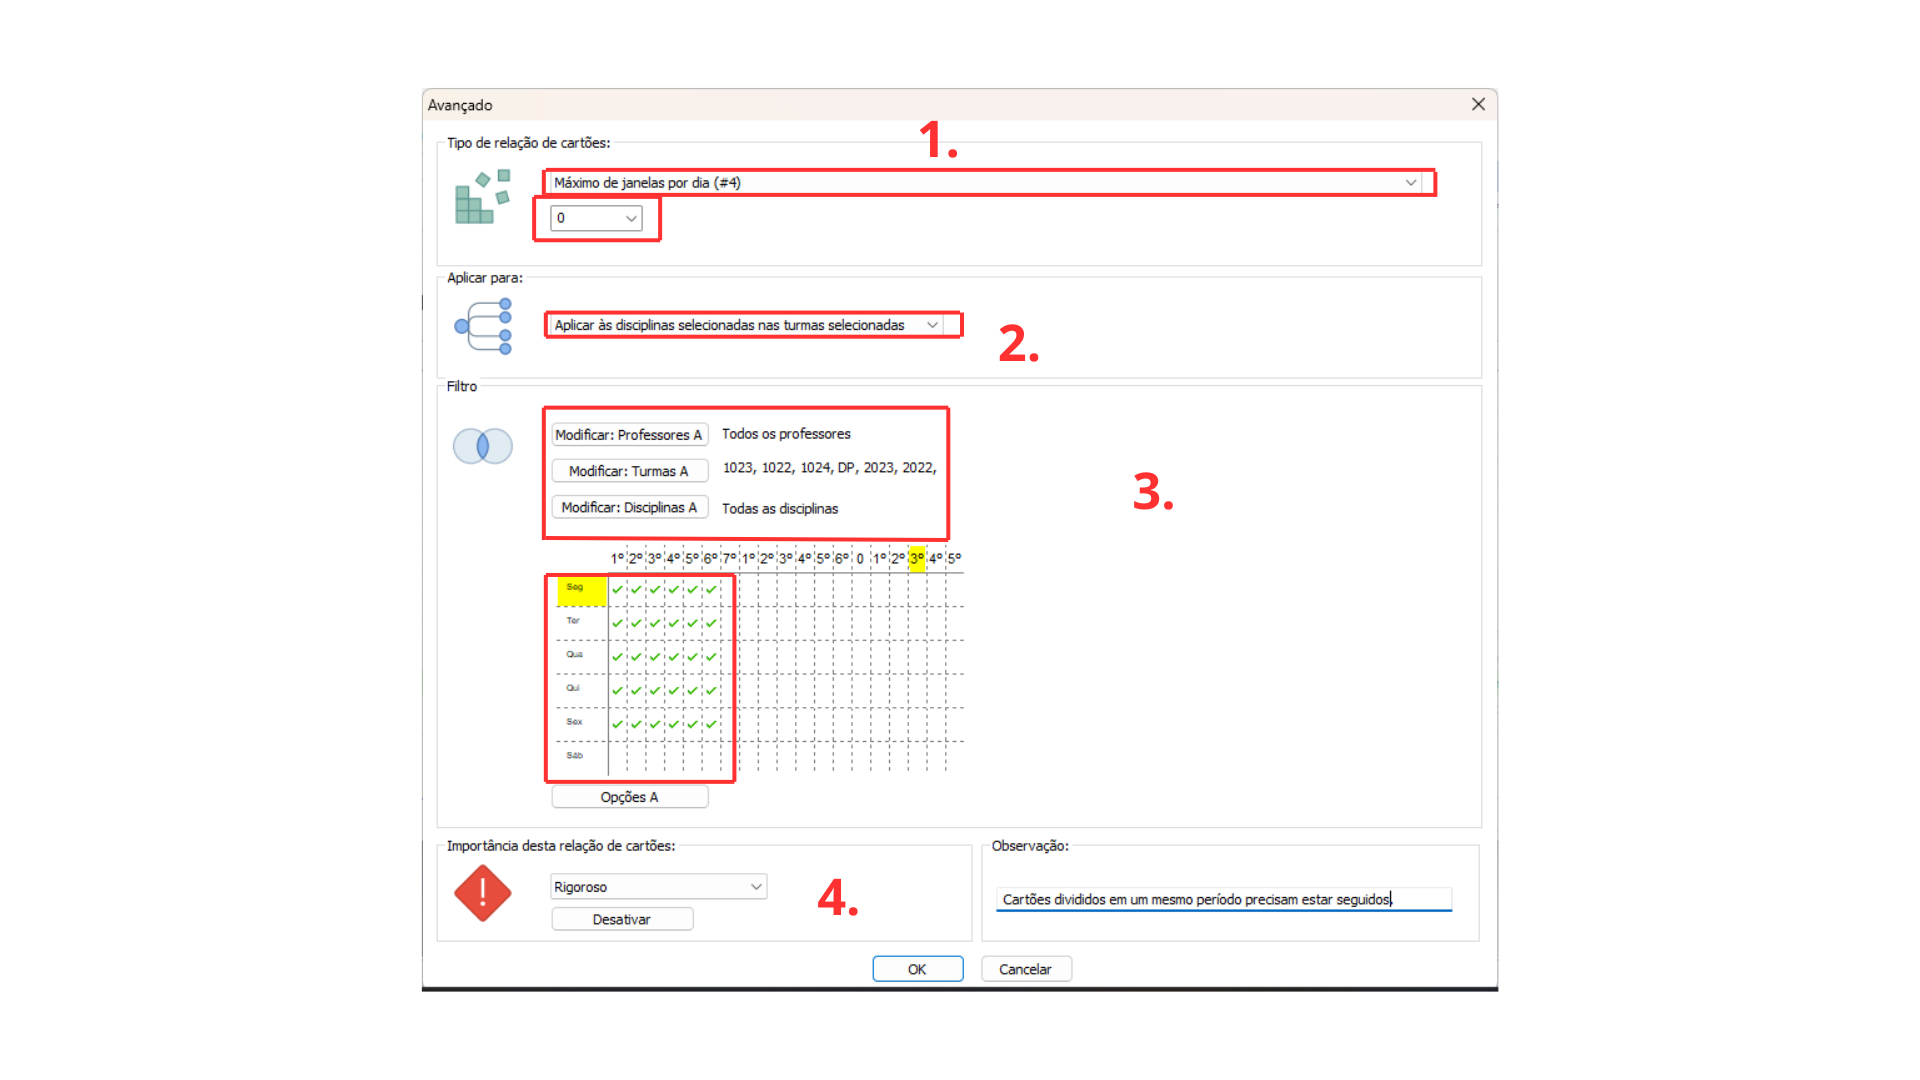 Avançado
1.
Tipo de relação de cartões:
Máximo de janelas por dia (#4)
0
Aplicar para:
Aplicar às disciplinas selecionadas nas turmas selecionadas
2.
Filtro
Modificar: Professores A Todos os professores
Modificar: Turmas A 1023, 1022, 1024, DP, 2023, 2022,
Modificar: Disciplinas A Todas as disciplinas
3.
1º 2º 3º 4º 5º 6º 7º 1º 2º 3º 4º 5º 6º 0 1º 2º 3º 4º 5º
Seg
Ter
Qua
Qui
Sex
Sáb
Opções A
Importância desta relação de cartões:
Rigoroso
Desativar
4.
Observação:
Cartões divididos em um mesmo período precisam estar seguidos.
OK Cancelar